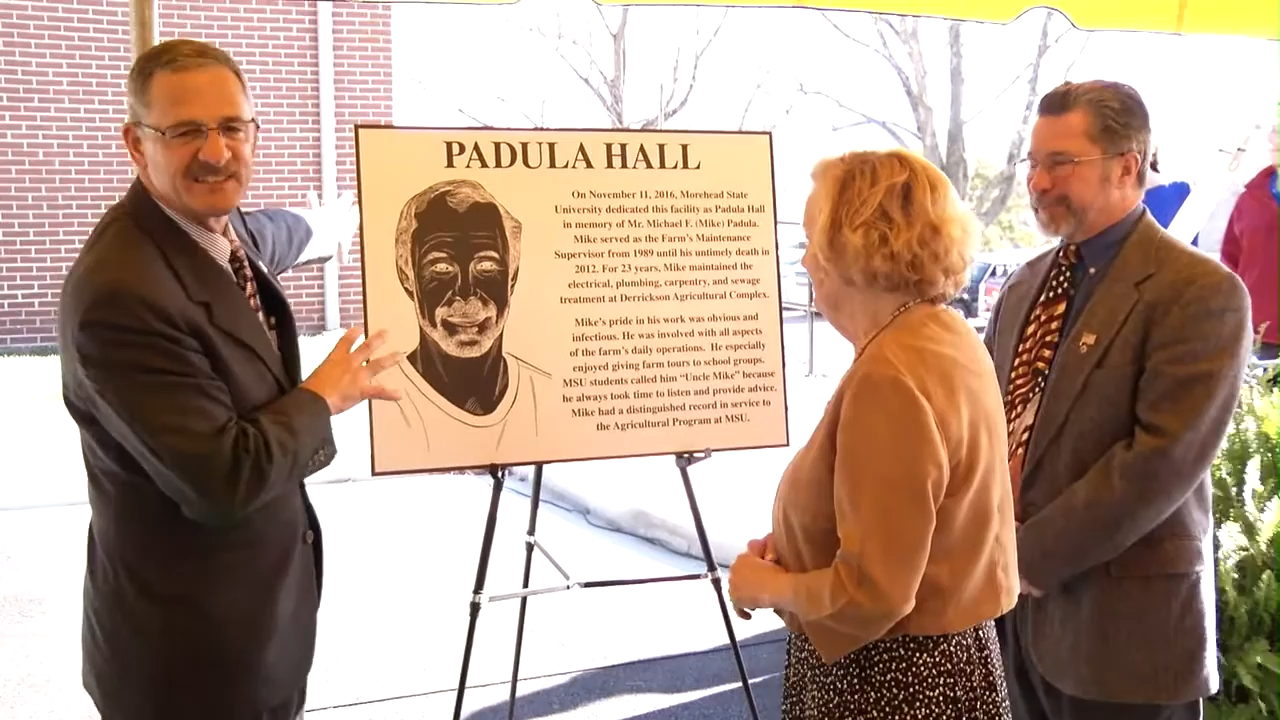 PADULA HALL
On November 11, 2016, Morehead State
University dedicated this facility as Padula Hall
in memory of Mr. Michael F. (Mike) Padula.
Mike served as the Farm's Maintenance
Supervisor from 1989 until his untimely death in
2012. For 23 years, Mike maintained the
electrical, plumbing, carpentry, and sewage
treatment at Derrickson Agricultural Complex.
Mike's pride in his work was obvious and
infectious. He was involved with all aspects
of the farm's daily operations. He especially
enjoyed giving farm tours to school groups.
MSU students called him “Uncle Mike” because
he always took time to listen and provide advice.
Mike had a distinguished record in service to
the Agricultural Program at MSU.